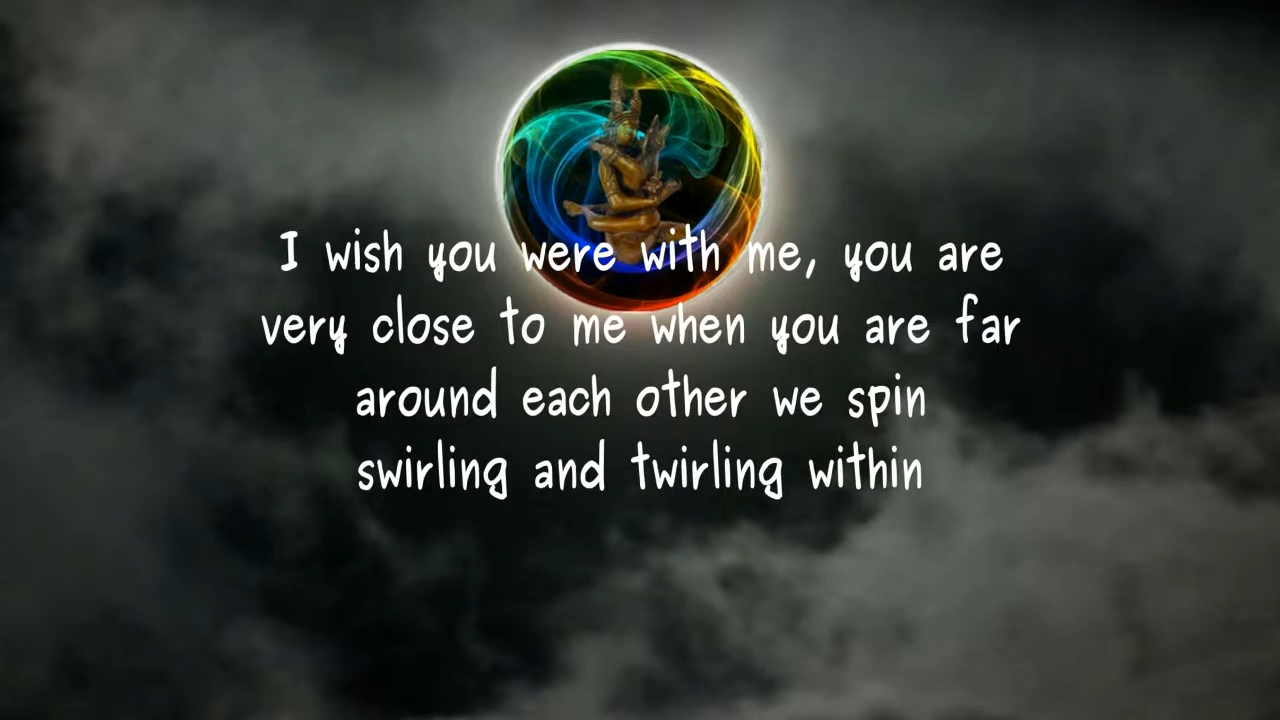 I wish you were with me, you are
very close to me when you are far
around each other we spin
swirling and twirling within